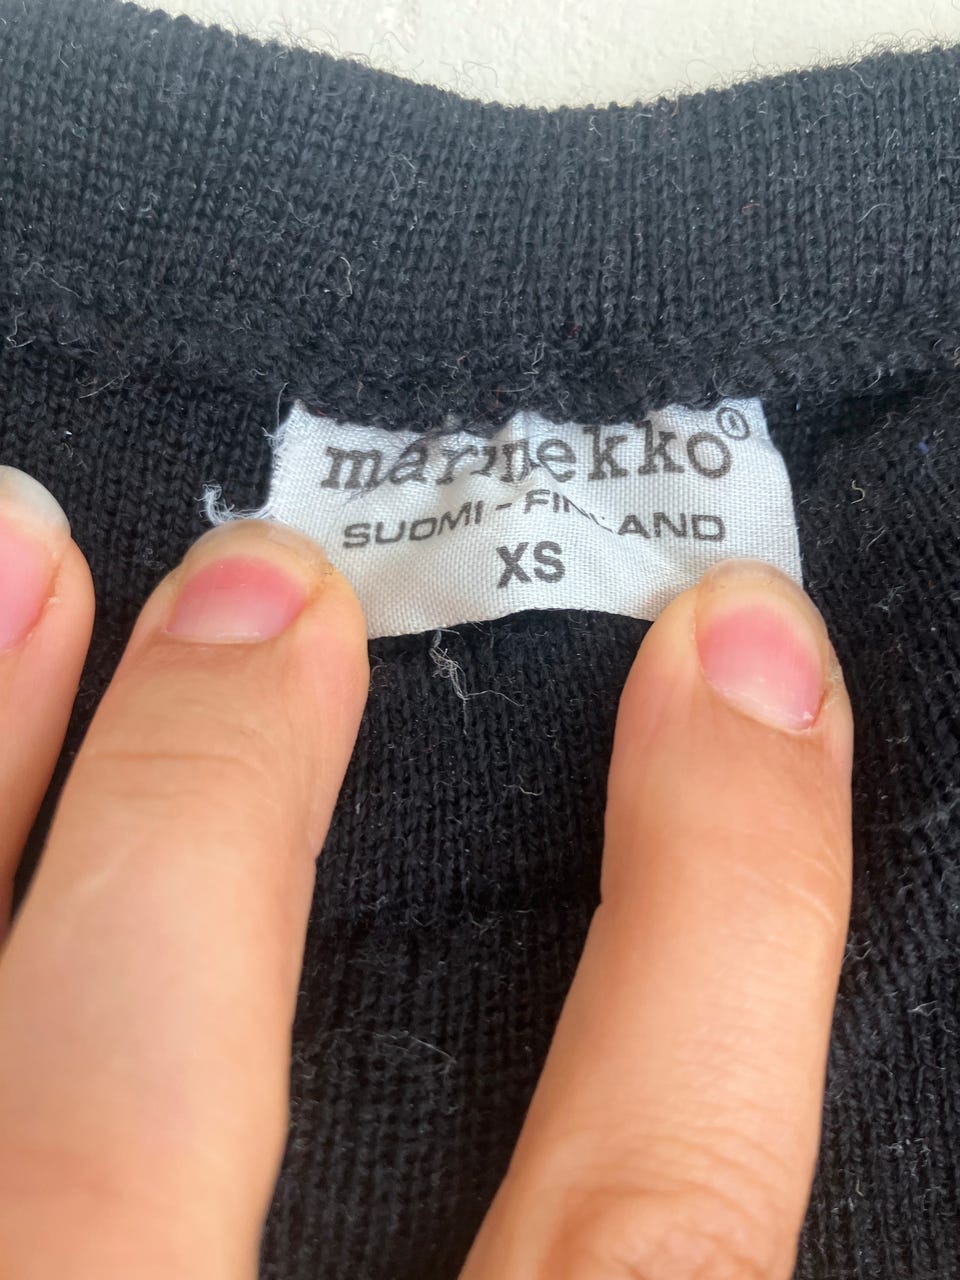 marimekko®
SUOMI - FINLAND
XS